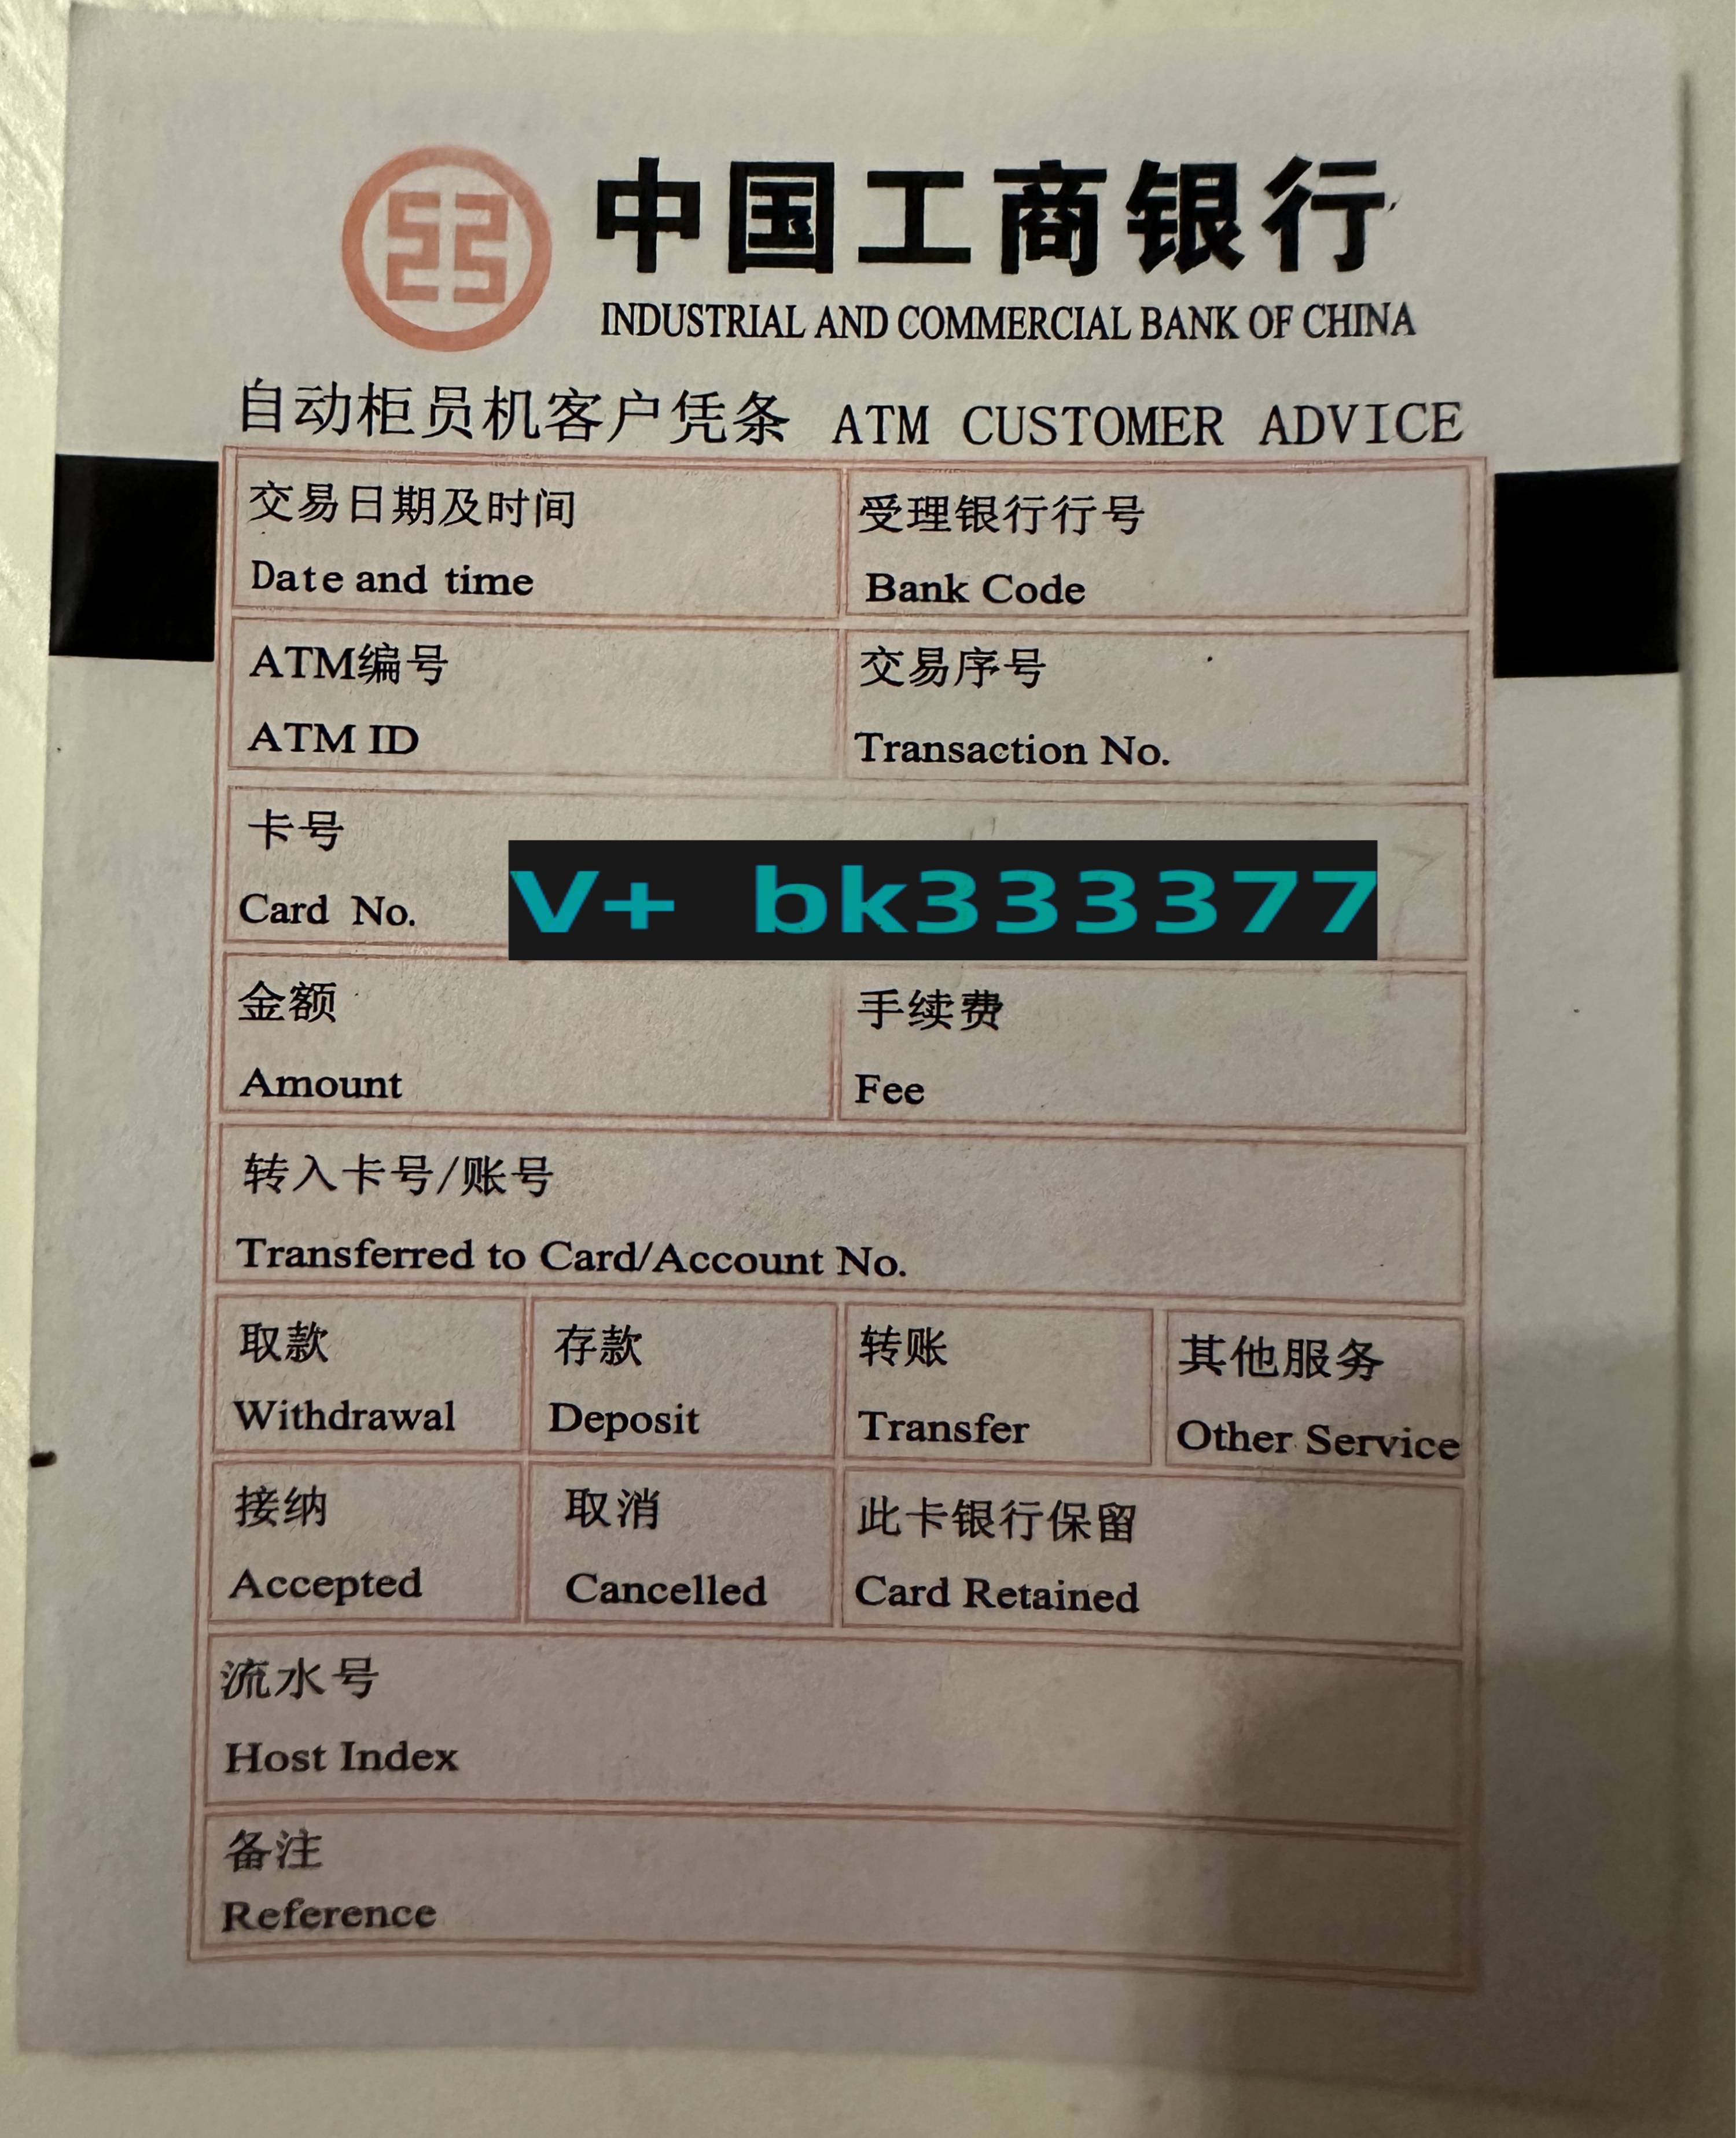 中国工商银行
INDUSTRIAL AND COMMERCIAL BANK OF CHINA
自动柜员机客户凭条 ATM CUSTOMER ADVICE
交易日期及时间 受理银行行号
Date and time Bank Code
ATM编号 交易序号
ATM ID Transaction No.
卡号
Card No. V+ bk333377
金额 手续费
Amount Fee
转入卡号/账号
Transferred to Card/Account No.
取款 存款 转账 其他服务
Withdrawal Deposit Transfer Other Service
接纳 取消 此卡银行保留
Accepted Cancelled Card Retained
流水号
Host Index
备注
Reference